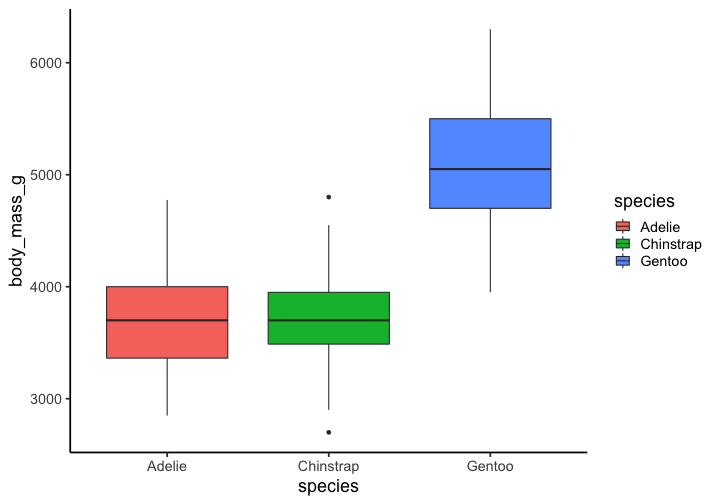 body_mass_g
6000
5000
4000
3000
Adelie
Chinstrap
Gentoo
species
species
Adelie
Chinstrap
Gentoo